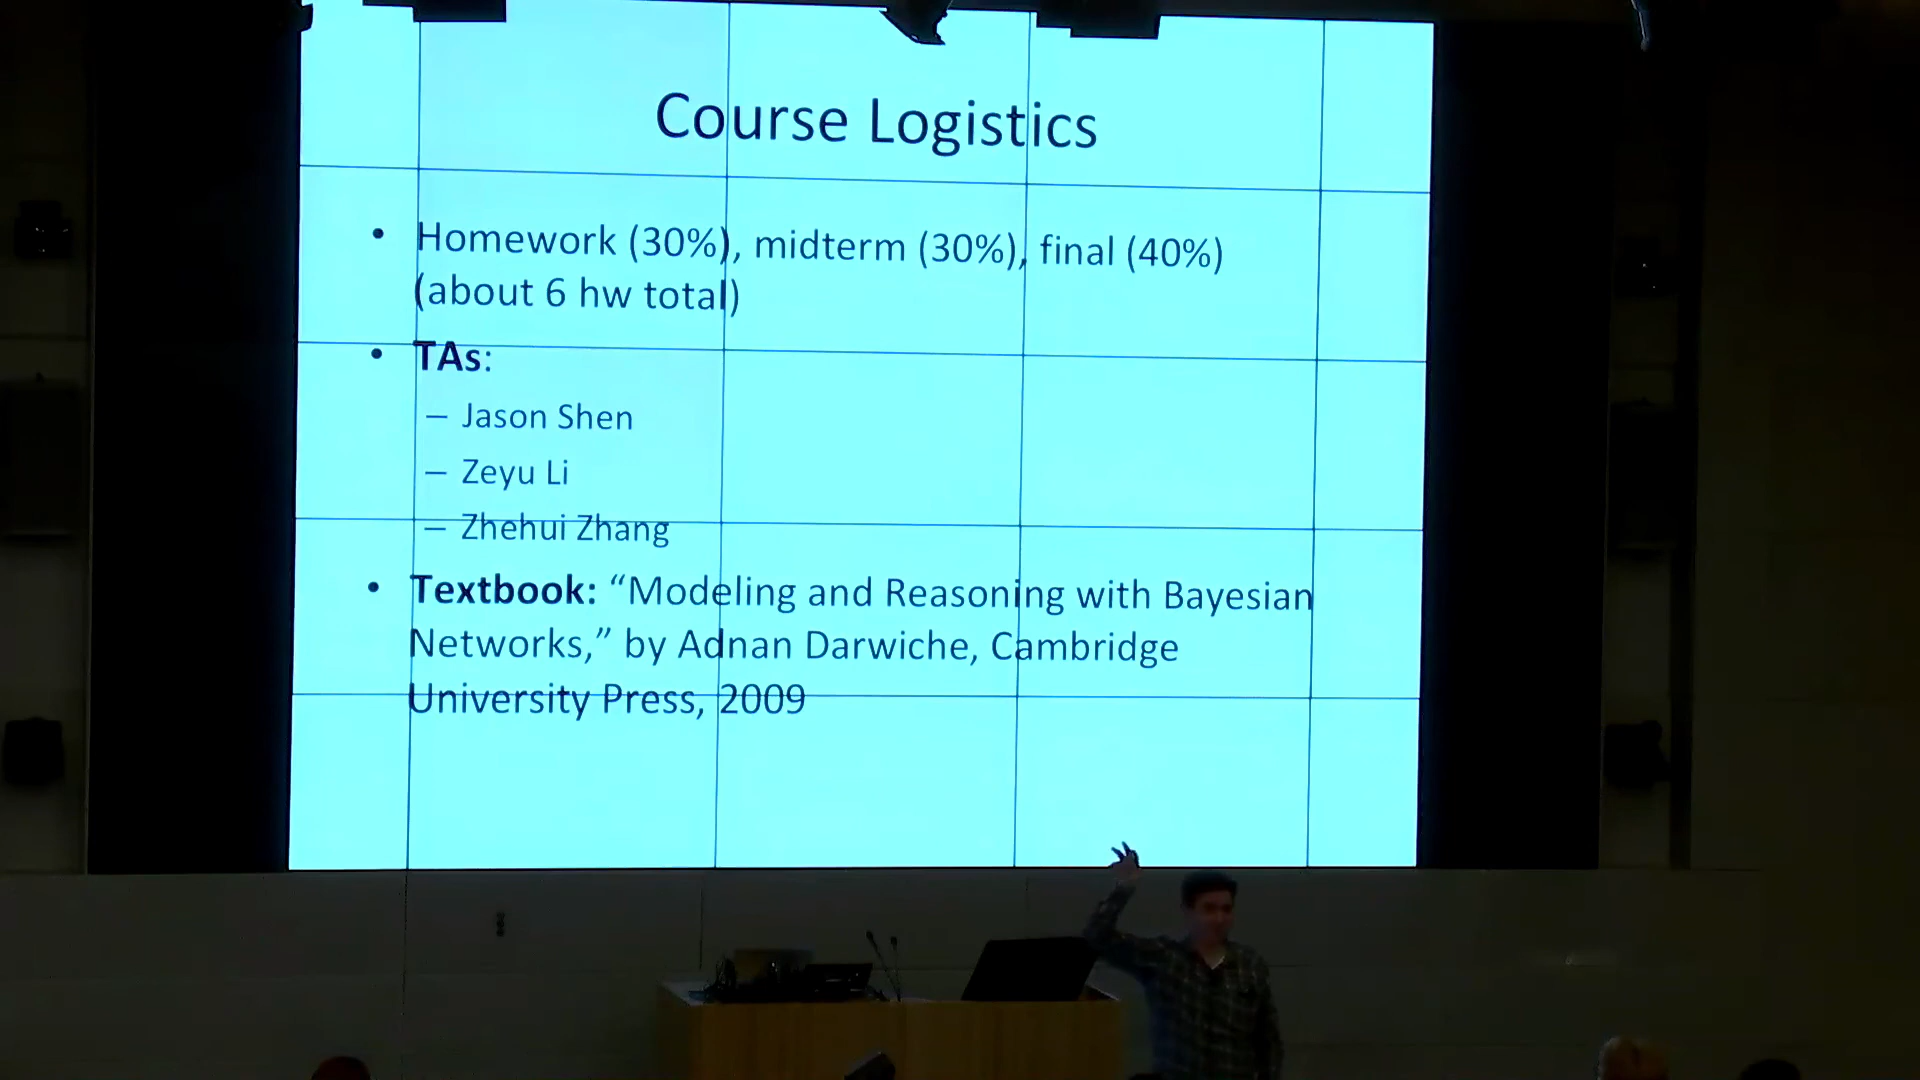 Course Logistics
• Homework (30%), midterm (30%), final (40%)
(about 6 hw total)
• TAs:
– Jason Shen
– Zeyu Li
– Zhehui Zhang
• Textbook: “Modeling and Reasoning with Bayesian
Networks,” by Adnan Darwiche, Cambridge
University Press, 2009